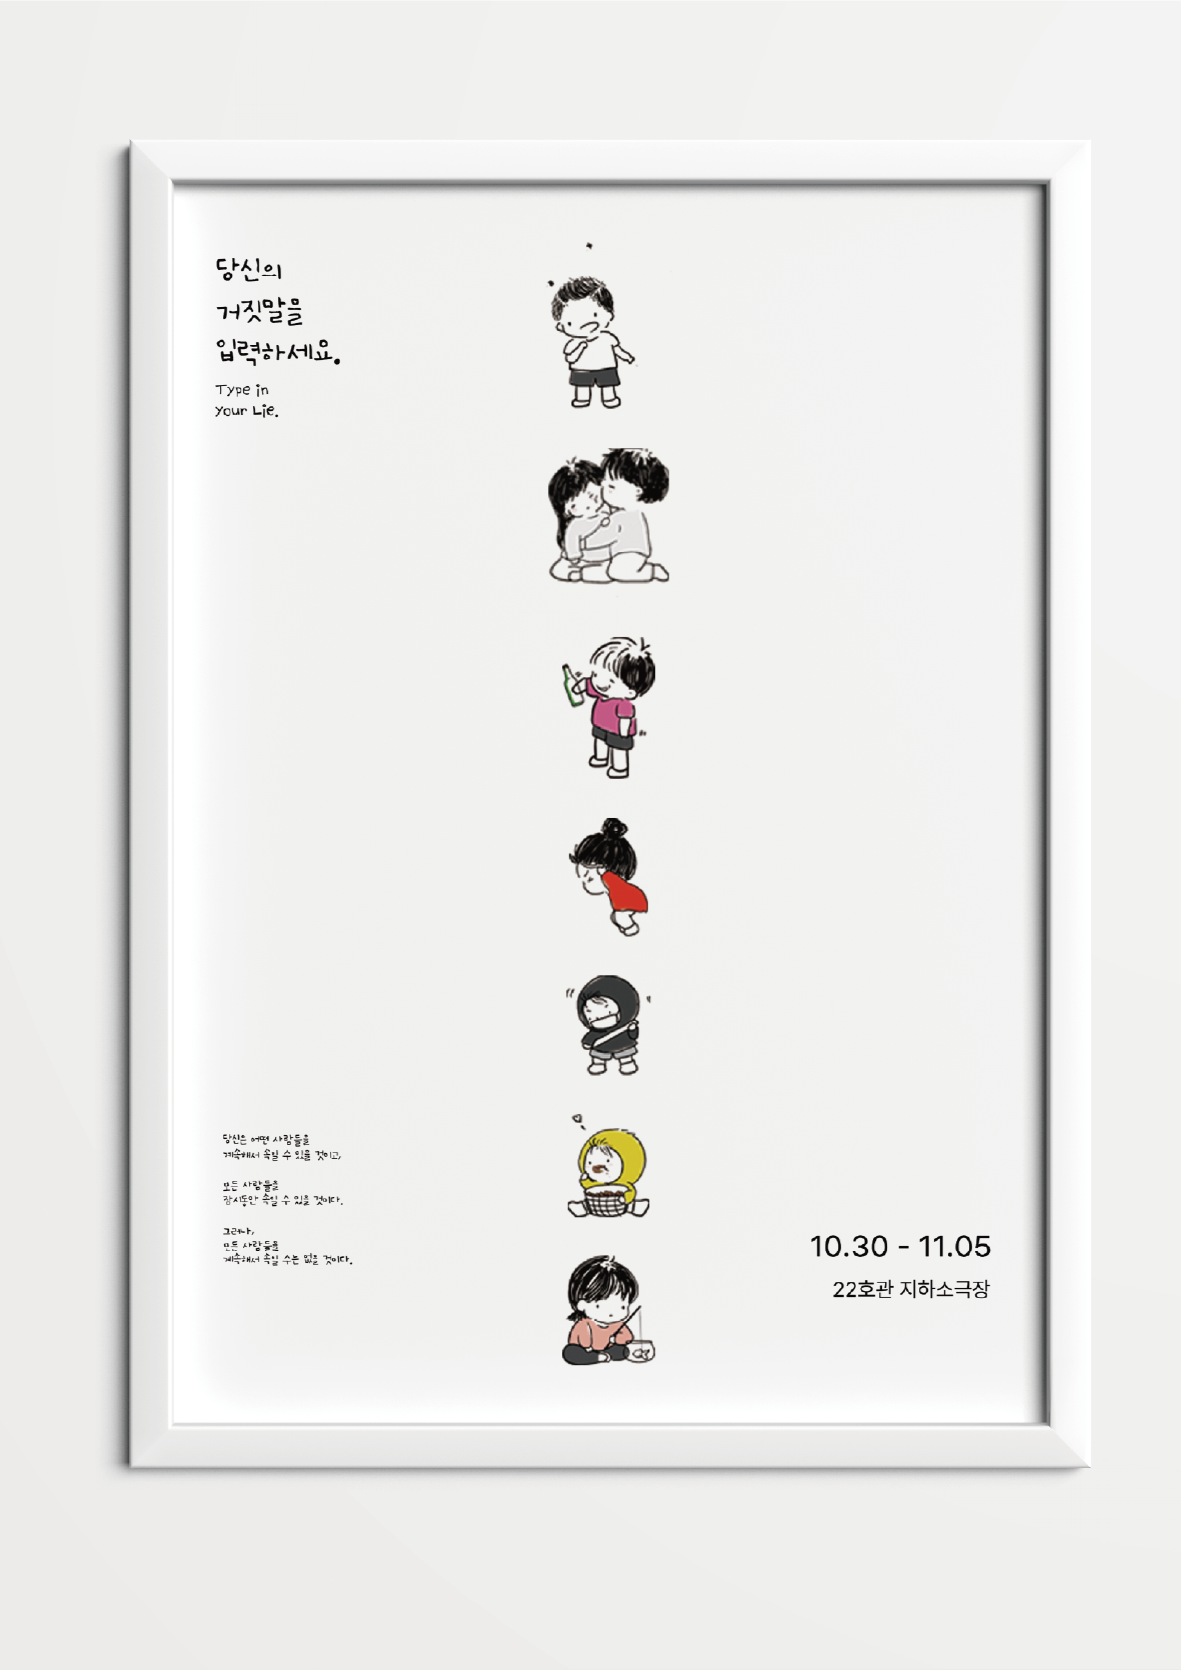 당신의
거짓말을
입력하세요.
Type in
your Lie.
당신은 어떤 사람들을
계속해서 속일 수 있을 것이고,
모든 사람들을
잠시동안 속일 수 있을 것이다.
그러나,
모든 사람들을
계속해서 속일 수는 없을 것이다.
10.30 - 11.05
22호관 지하소극장